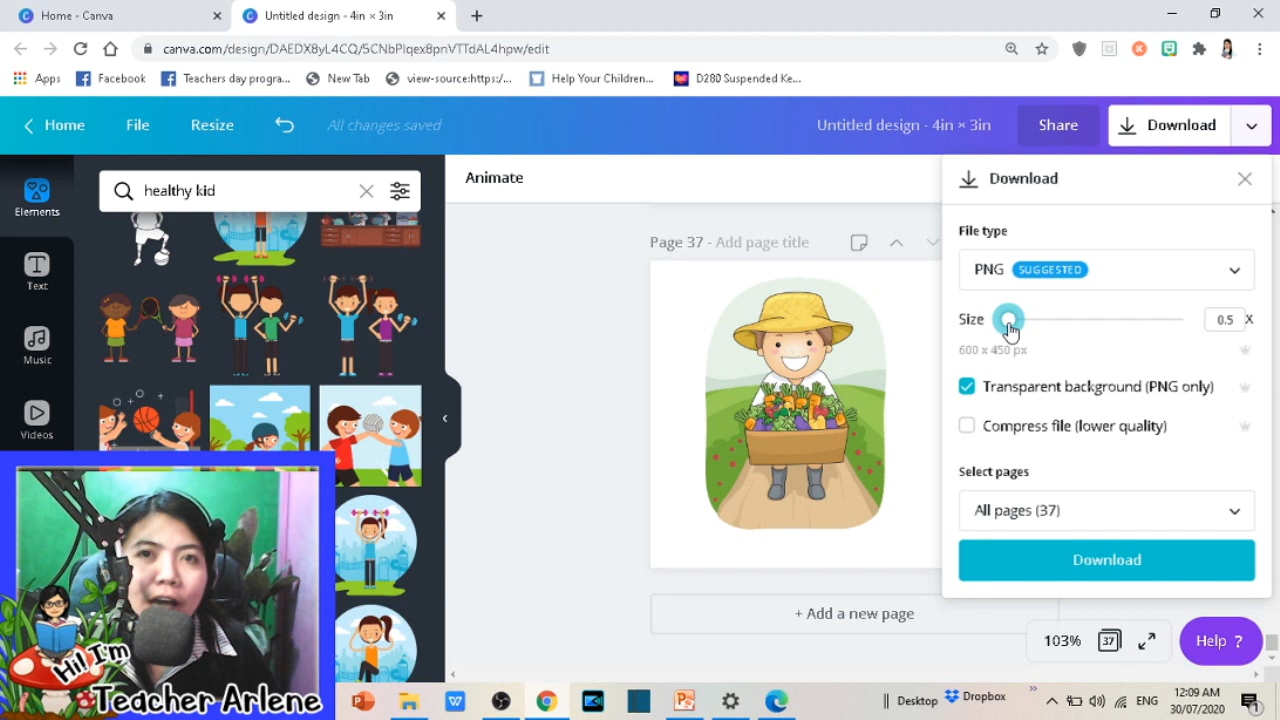 Home - Canva
Untitled design - 4in × 3in
canva.com/design/DAEDX8yL4CQ/5CNbPlqex8pnVTTdAL4hpw/edit
Apps
Facebook
Teachers day progra...
New Tab
view-source:https:/...
Help Your Children...
D280 Suspended Ke...
Home
File
Resize
All changes saved
Untitled design - 4in × 3in
Share
Download
Elements
Text
Music
Videos
healthy kid
Animate
Page 37 - Add page title
+ Add a new page
Download
File type
PNG SUGGESTED
Size
0.5 X
600 x 450 px
Transparent background (PNG only)
Compress file (lower quality)
Select pages
All pages (37)
Download
103%
37
Help ?
Hi! I'm
Teacher Arlene
Desktop
Dropbox
ENG
12:09 AM
30/07/2020
1